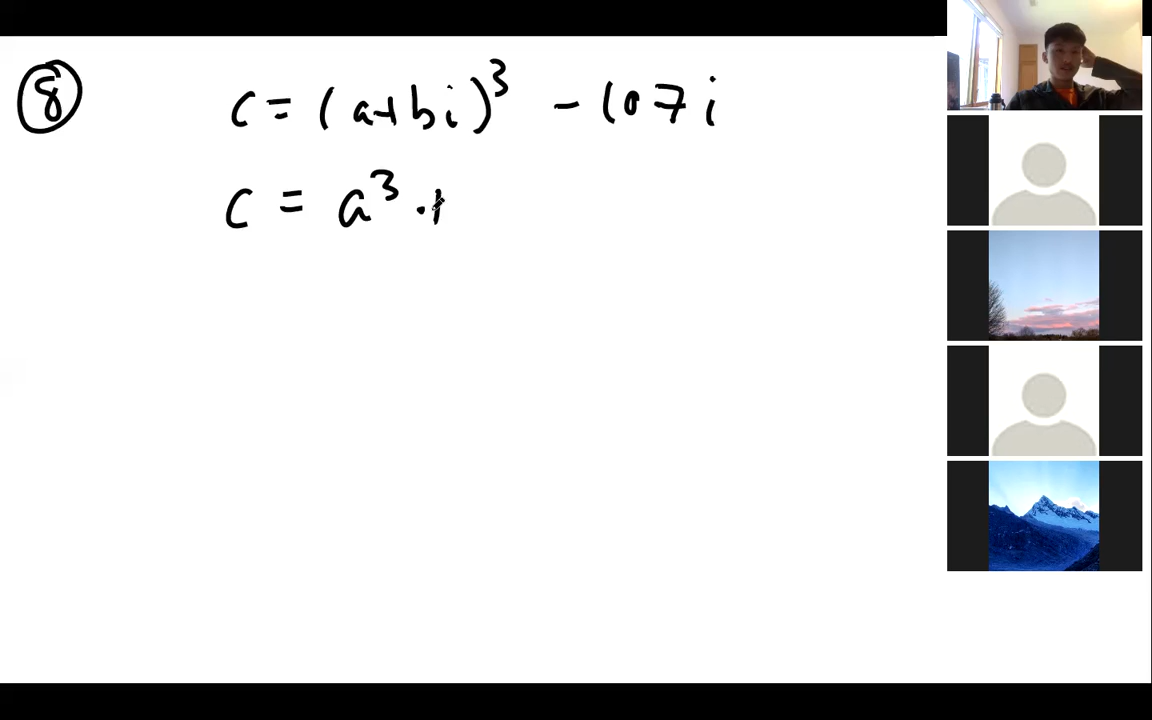 ⑧ c = (a+bi)³ - 107i
c = a³ +